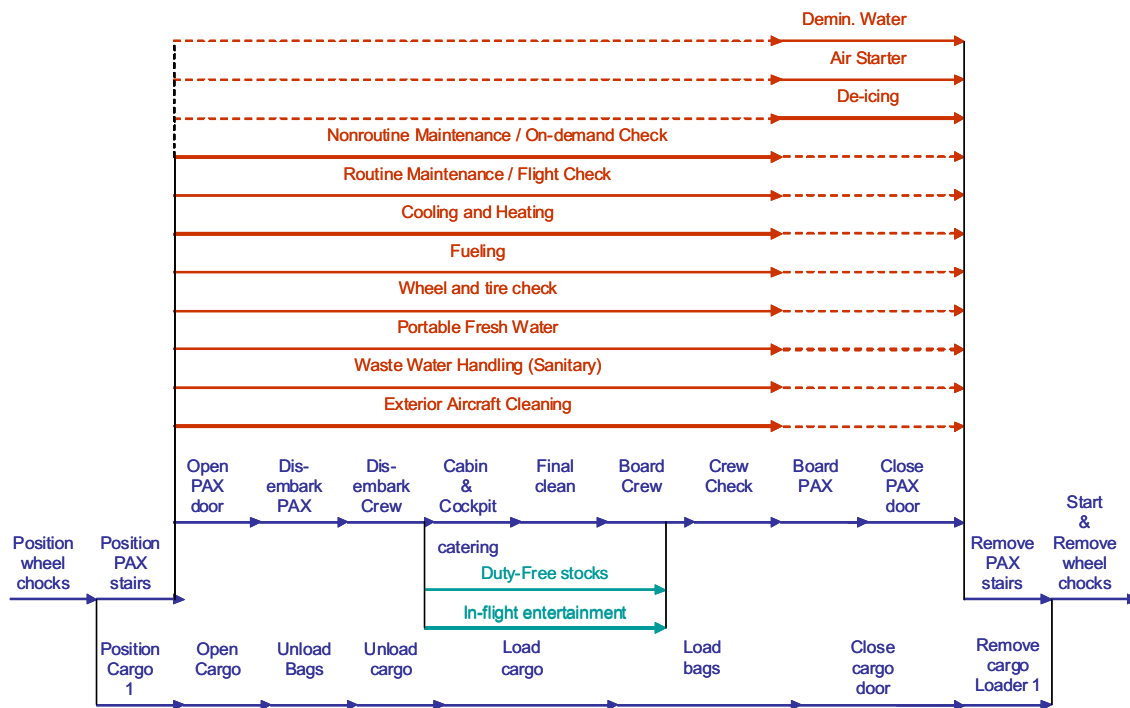 Demin. Water
Air Starter
De-icing
Nonroutine Maintenance / On-demand Check
Routine Maintenance / Flight Check
Cooling and Heating
Fueling
Wheel and tire check
Portable Fresh Water
Waste Water Handling (Sanitary)
Exterior Aircraft Cleaning
Open
PAX
door
Dis-
embark
PAX
Dis-
embark
Crew
Cabin
&
Cockpit
catering
Final
clean
Board
Crew
Crew
Check
Board
PAX
Close
PAX
door
Position
wheel
chocks
Position
PAX
stairs
Duty-Free stocks
In-flight entertainment
Remove
PAX
stairs
Start
&
Remove
wheel
chocks
Position
Cargo
1
Open
Cargo
Unload
Bags
Unload
cargo
Load
cargo
Load
bags
Close
cargo
door
Remove
cargo
Loader 1